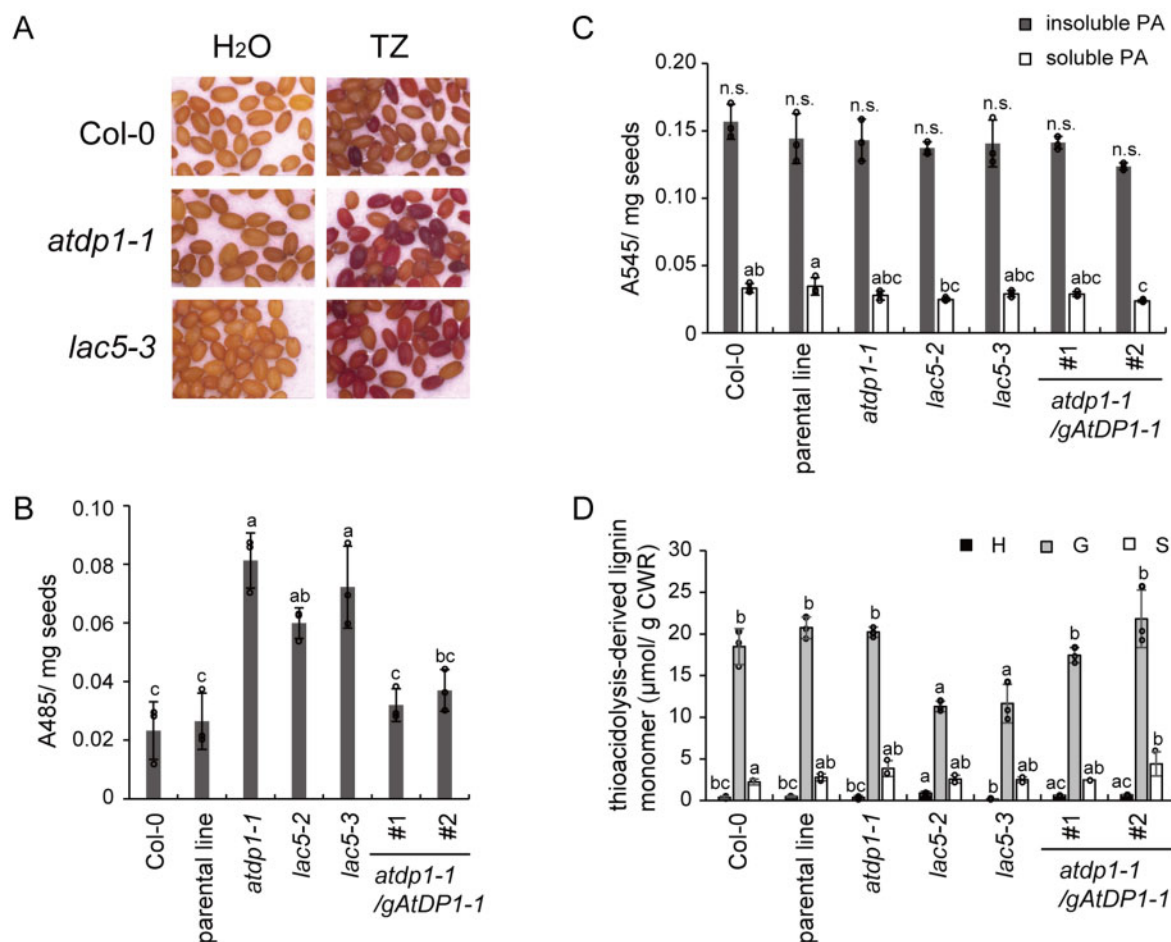 A
H2O TZ
Col-0
atdp1-1
lac5-3
B
A485/ mg seeds
0.10
0.08
0.06
0.04
0.02
0
c c a ab a c bc
Col-0
parental line
atdp1-1
lac5-2
lac5-3
#1
#2
atdp1-1
/gAtDP1-1
C
insoluble PA
soluble PA
A545/ mg seeds
0.20
0.15
0.10
0.05
0
n.s. n.s. n.s. n.s. n.s. n.s. n.s.
ab a abc bc abc abc c
Col-0
parental line
atdp1-1
lac5-2
lac5-3
#1
#2
atdp1-1
/gAtDP1-1
D
H G S
thioacidolysis-derived lignin
monomer (μmol/ g CWR)
30
25
20
15
10
5
0
bc b a
bc b ab
bc b ab
a a ab
b a ab
ac b ab
ac b b
Col-0
parental line
atdp1-1
lac5-2
lac5-3
#1
#2
atdp1-1
/gAtDP1-1